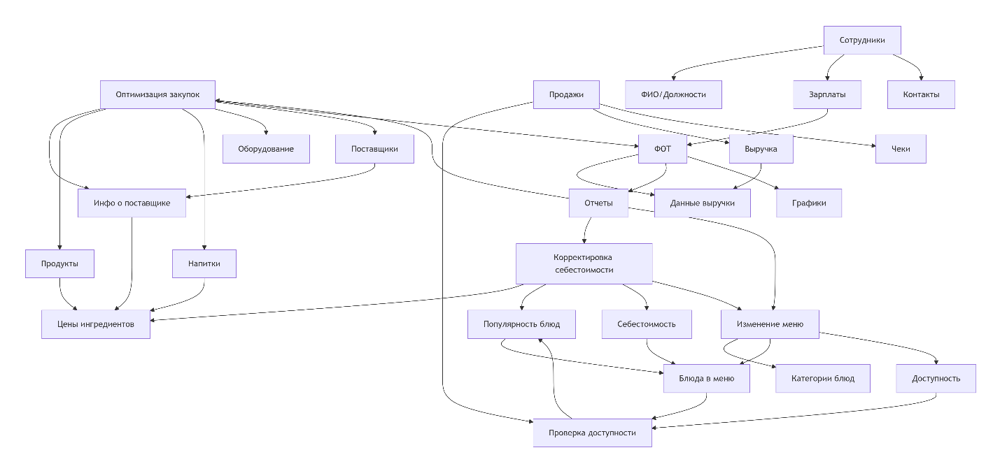 Сотрудники
Оптимизация закупок
Продажи
ФИО/Должности
Зарплаты
Контакты
Оборудование
Поставщики
ФОТ
Выручка
Чеки
Инфо о поставщике
Отчеты
Данные выручки
Графики
Продукты
Напитки
Корректировка
себестоимости
Цены ингредиентов
Популярность блюд
Себестоимость
Изменение меню
Блюда в меню
Категории блюд
Доступность
Проверка доступности